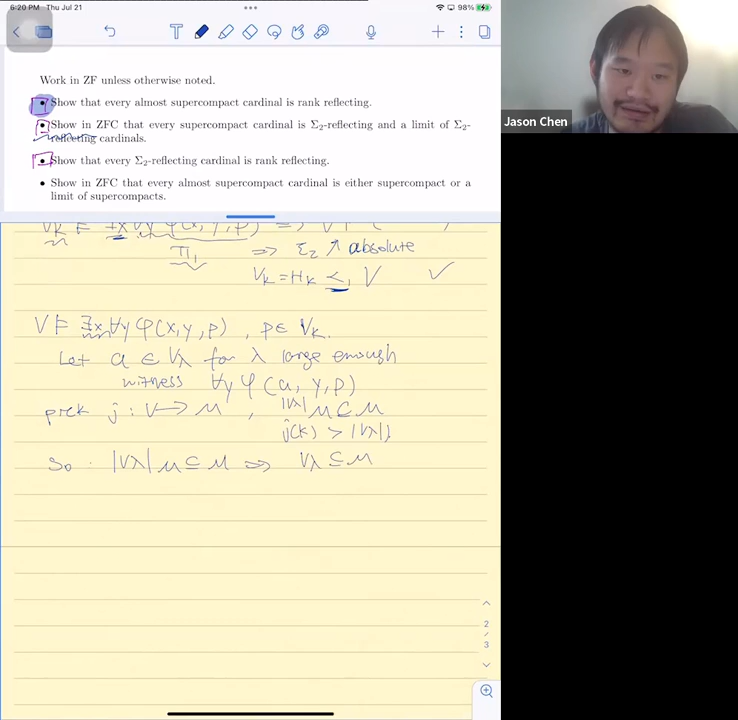 6:20 PM Thu Jul 21
98%
T
Work in ZF unless otherwise noted.
• Show that every almost supercompact cardinal is rank reflecting.
• Show in ZFC that every supercompact cardinal is Σ₂-reflecting and a limit of Σ₂-
reflecting cardinals.
• Show that every Σ₂-reflecting cardinal is rank reflecting.
• Show in ZFC that every almost supercompact cardinal is either supercompact or a
limit of supercompacts.
Vκ ⊨ ∃x ∀y φ(x, y, p) ⇒
Π₁ ⇒ Σ₂ ↗ absolute
Vκ = Hκ ≺₁ V ✓
V ⊨ ∃x ∀y φ(x, y, p), p ∈ Vκ.
Let a ∈ Vλ for λ large enough
witness ∀y φ(a, y, p)
pick j: V → M, |Vλ| M ⊆ M
j(κ) > |Vλ|
So |Vλ| M ⊆ M ⇒ Vλ ⊆ M
2
3
Jason Chen